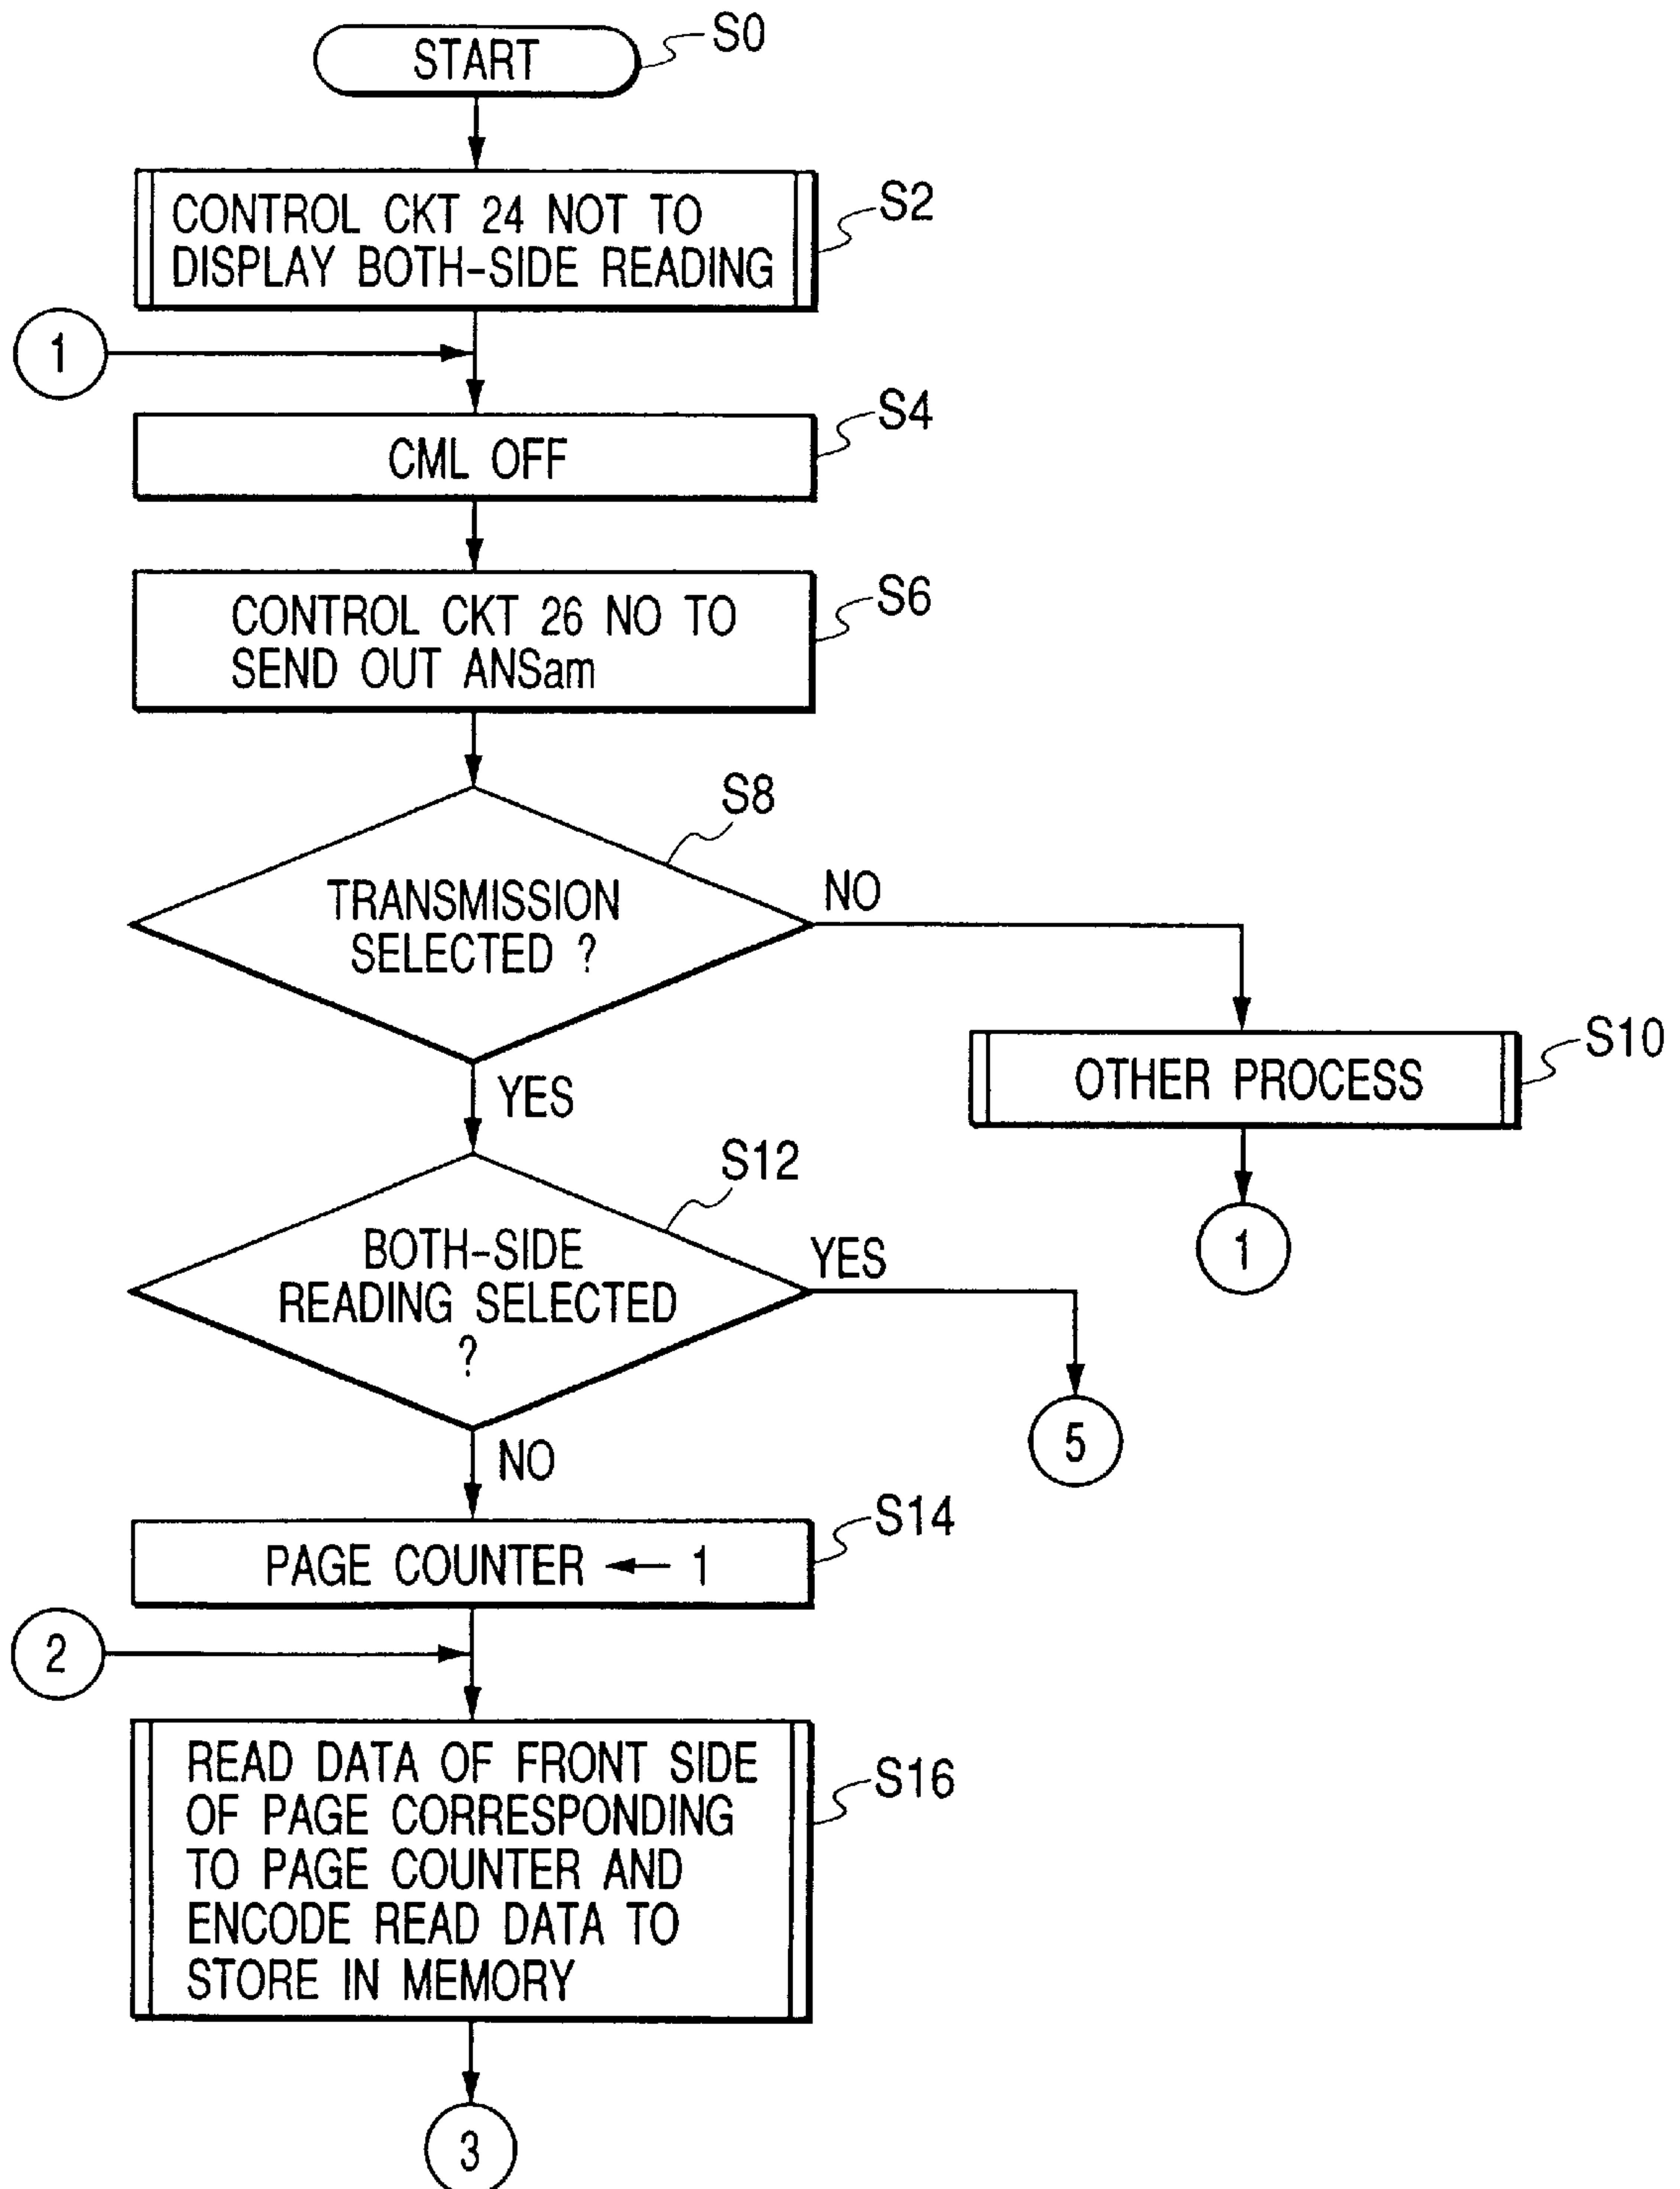 START
S0
CONTROL CKT 24 NOT TO
DISPLAY BOTH-SIDE READING
S2
1
CML OFF
S4
CONTROL CKT 26 NO TO
SEND OUT ANSam
S6
TRANSMISSION
SELECTED ?
S8
NO
YES
OTHER PROCESS
S10
1
BOTH-SIDE
READING SELECTED
?
S12
YES
5
NO
PAGE COUNTER ← 1
S14
2
READ DATA OF FRONT SIDE
OF PAGE CORRESPONDING
TO PAGE COUNTER AND
ENCODE READ DATA TO
STORE IN MEMORY
S16
3